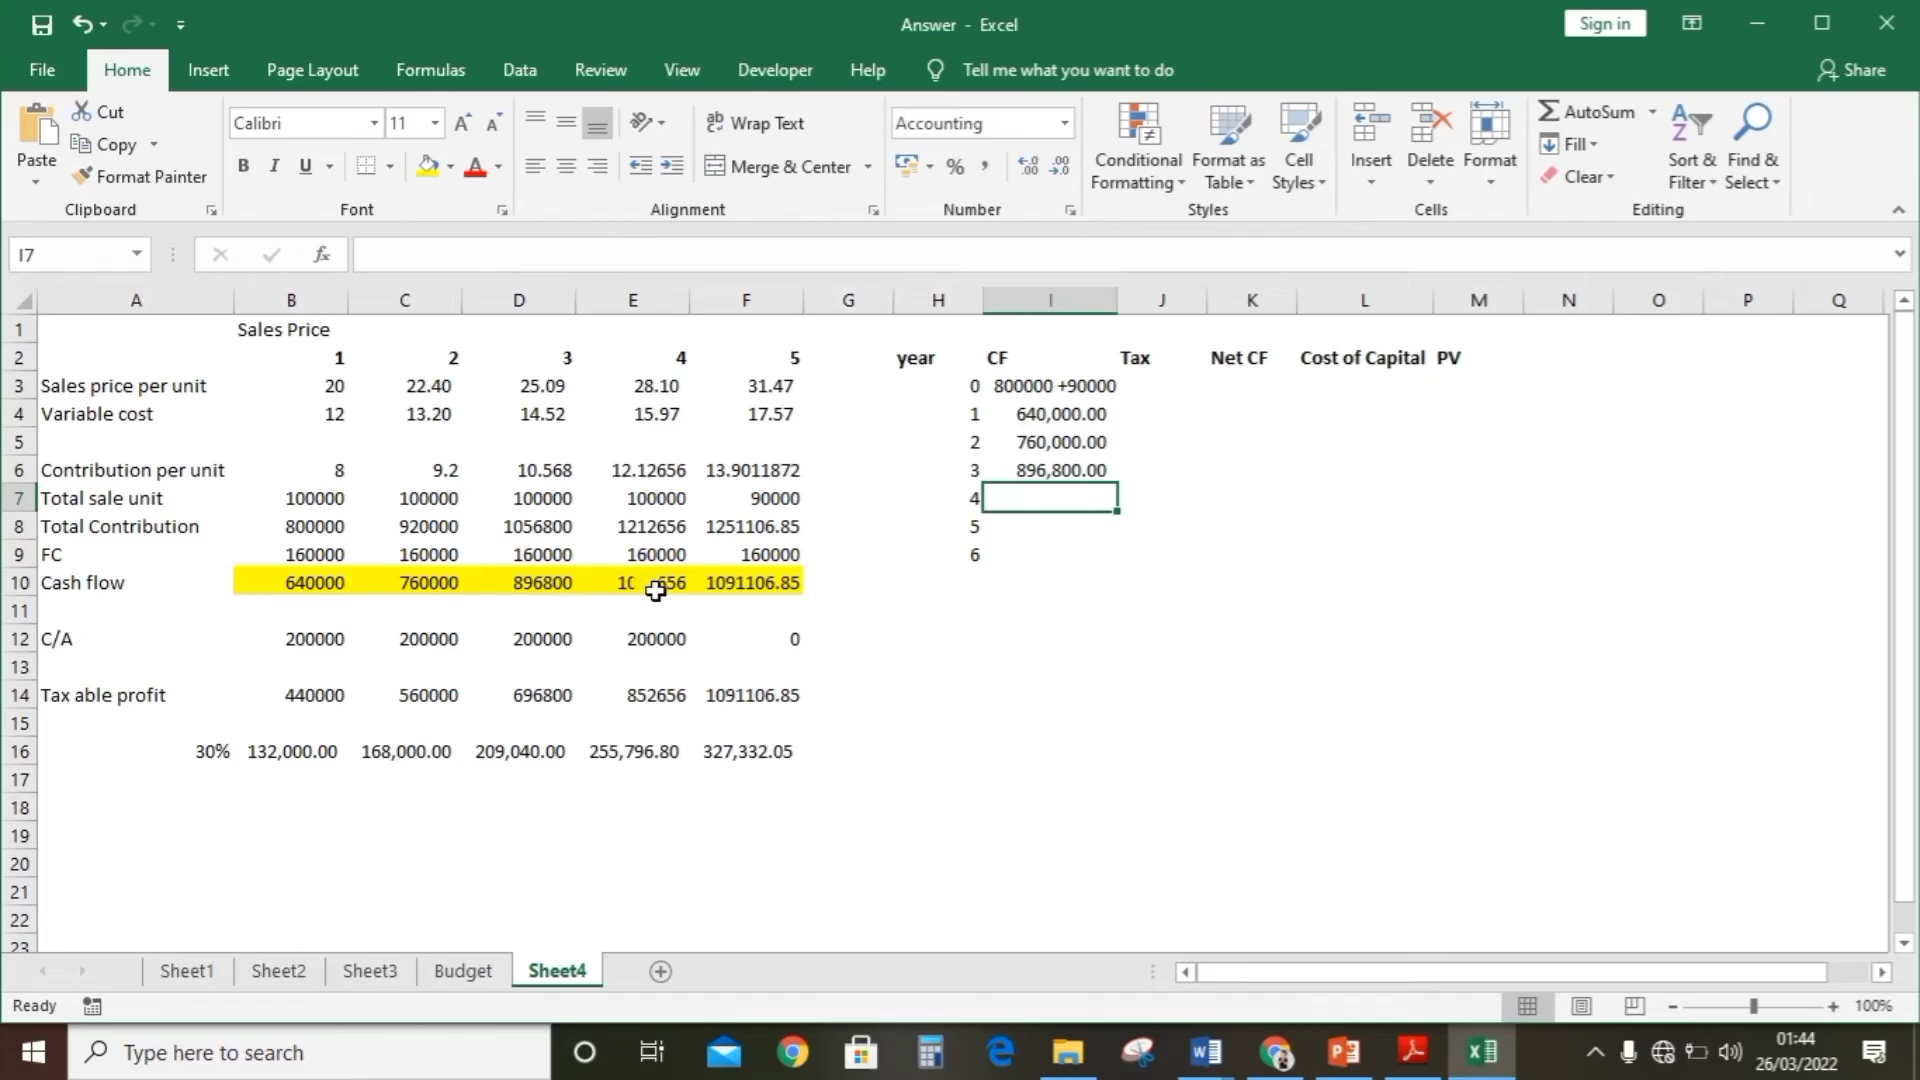 Answer - Excel
Sign in
File Home Insert Page Layout Formulas Data Review View Developer Help Tell me what you want to do Share
Paste
Cut
Copy
Format Painter
Clipboard
Calibri 11
B I U
Font
Wrap Text
Merge & Center
Alignment
Accounting
Number
Conditional Formatting
Format as Table
Cell Styles
Styles
Insert Delete Format
Cells
AutoSum
Fill
Clear
Sort & Filter
Find & Select
Editing
I7 fx
A B C D E F G H I J K L M N O P Q
1 Sales Price
2 1 2 3 4 5 year CF Tax Net CF Cost of Capital PV
3 Sales price per unit 20 22.40 25.09 28.10 31.47 0 800000 +90000
4 Variable cost 12 13.20 14.52 15.97 17.57 1 640,000.00
5 2 760,000.00
6 Contribution per unit 8 9.2 10.568 12.12656 13.9011872 3 896,800.00
7 Total sale unit 100000 100000 100000 100000 90000 4
8 Total Contribution 800000 920000 1056800 1212656 1251106.85 5
9 FC 160000 160000 160000 160000 160000 6
10 Cash flow 640000 760000 896800 1091106.85
11
12 C/A 200000 200000 200000 200000 0
13
14 Tax able profit 440000 560000 696800 852656 1091106.85
15
16 30% 132,000.00 168,000.00 209,040.00 255,796.80 327,332.05
17
18
19
20
21
22
23
Sheet1 Sheet2 Sheet3 Budget Sheet4
Ready 100%
Type here to search
01:44
26/03/2022